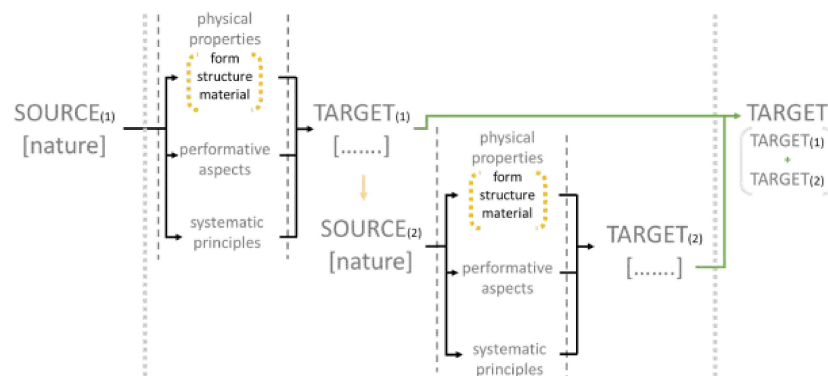 physical
properties
form
structure
material
SOURCE(1)
[nature]
performative
aspects
systematic
principles
TARGET(1)
[.......]
SOURCE(2)
[nature]
physical
properties
form
structure
material
performative
aspects
systematic
principles
TARGET(2)
[.......]
TARGET
TARGET(1)
+
TARGET(2)